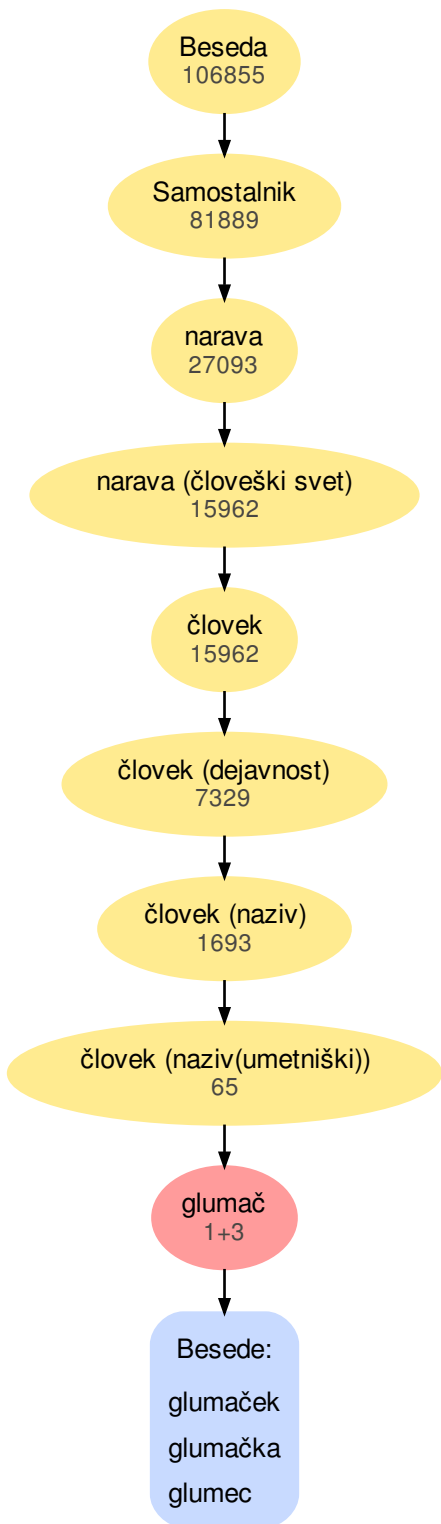 Beseda
106855
Samostalnik
81889
narava
27093
narava (človeški svet)
15962
človek
15962
človek (dejavnost)
7329
človek (naziv)
1693
človek (naziv(umetniški))
65
glumač
1+3
Besede:
glumaček
glumačka
glumec